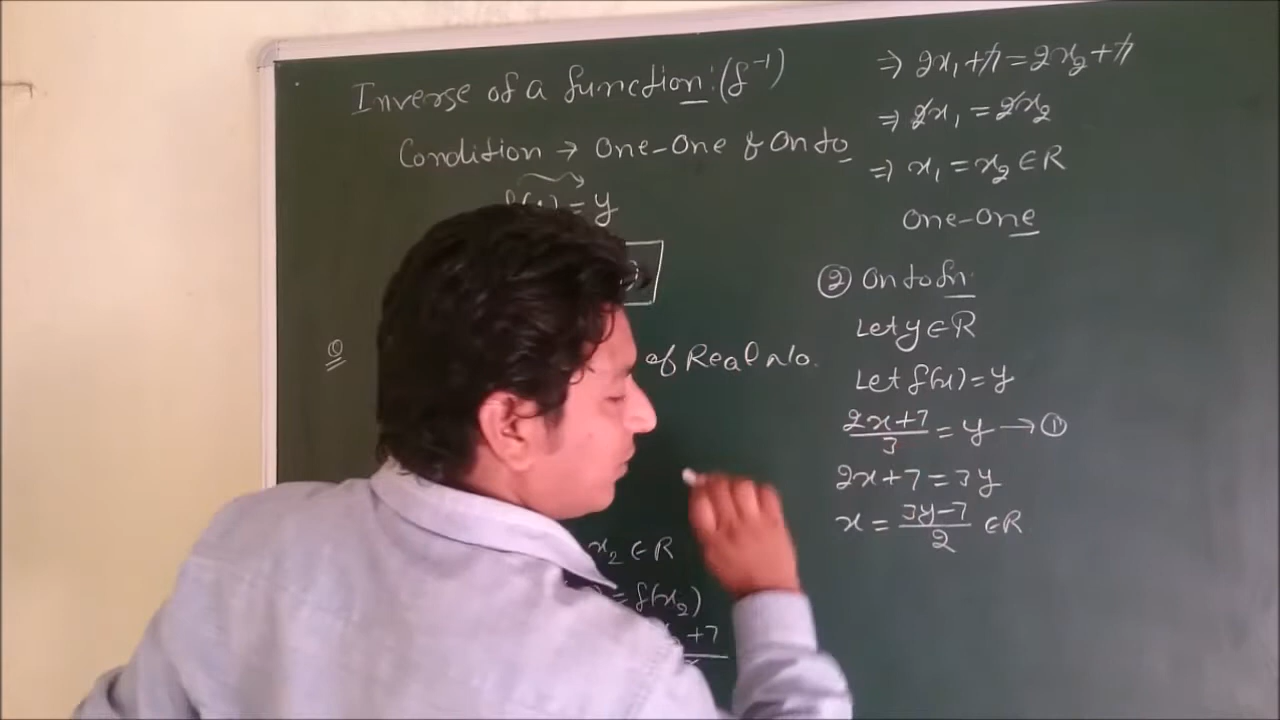 Inverse of a function: (f⁻¹)
Condition → One-One & Onto
= y
Q
of Real no.
x₂ ∈ R
= f(x₂)
+7
⇒ 2x₁+7 = 2x₂+7
⇒ 2x₁ = 2x₂
⇒ x₁ = x₂ ∈ R
One-One
② Onto fn.
Let y ∈ R
Let f(x) = y
2x+7/3 = y → ①
2x+7 = 3y
x = 3y-7/2 ∈ R